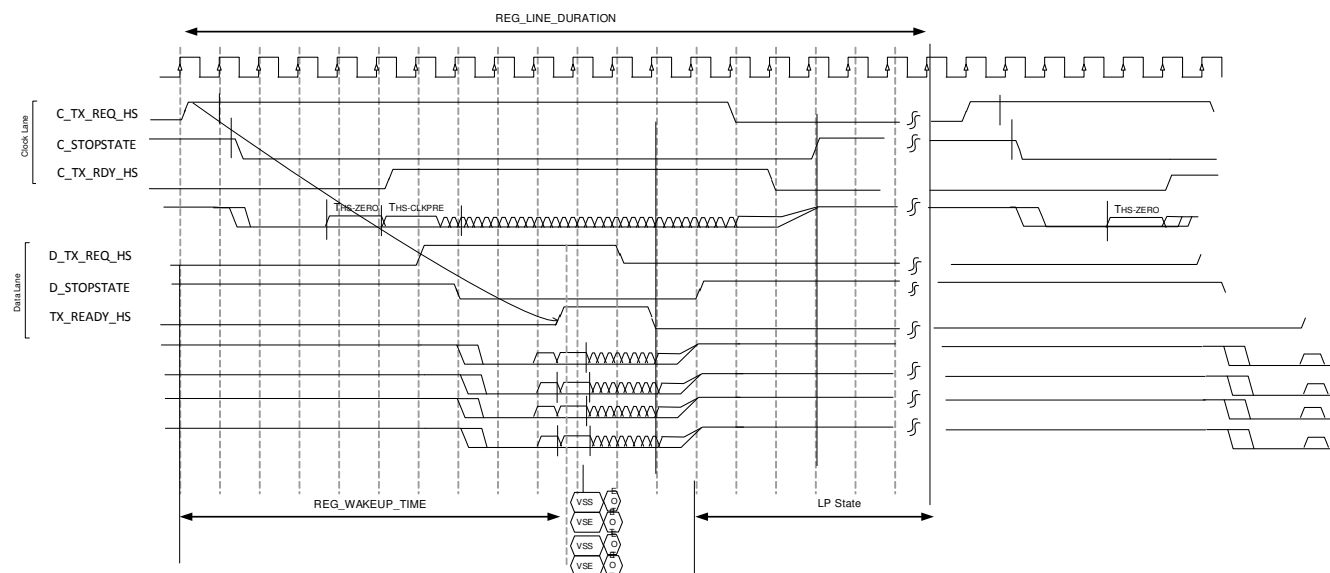 REG_LINE_DURATION
Clock Lane
C_TX_REQ_HS
C_STOPSTATE
C_TX_RDY_HS
THS-ZERO THS-CLKPRE
THS-ZERO
Data Lane
D_TX_REQ_HS
D_STOPSTATE
TX_READY_HS
REG_WAKEUP_TIME
LP State
VSS
VSE
VSS
VSE